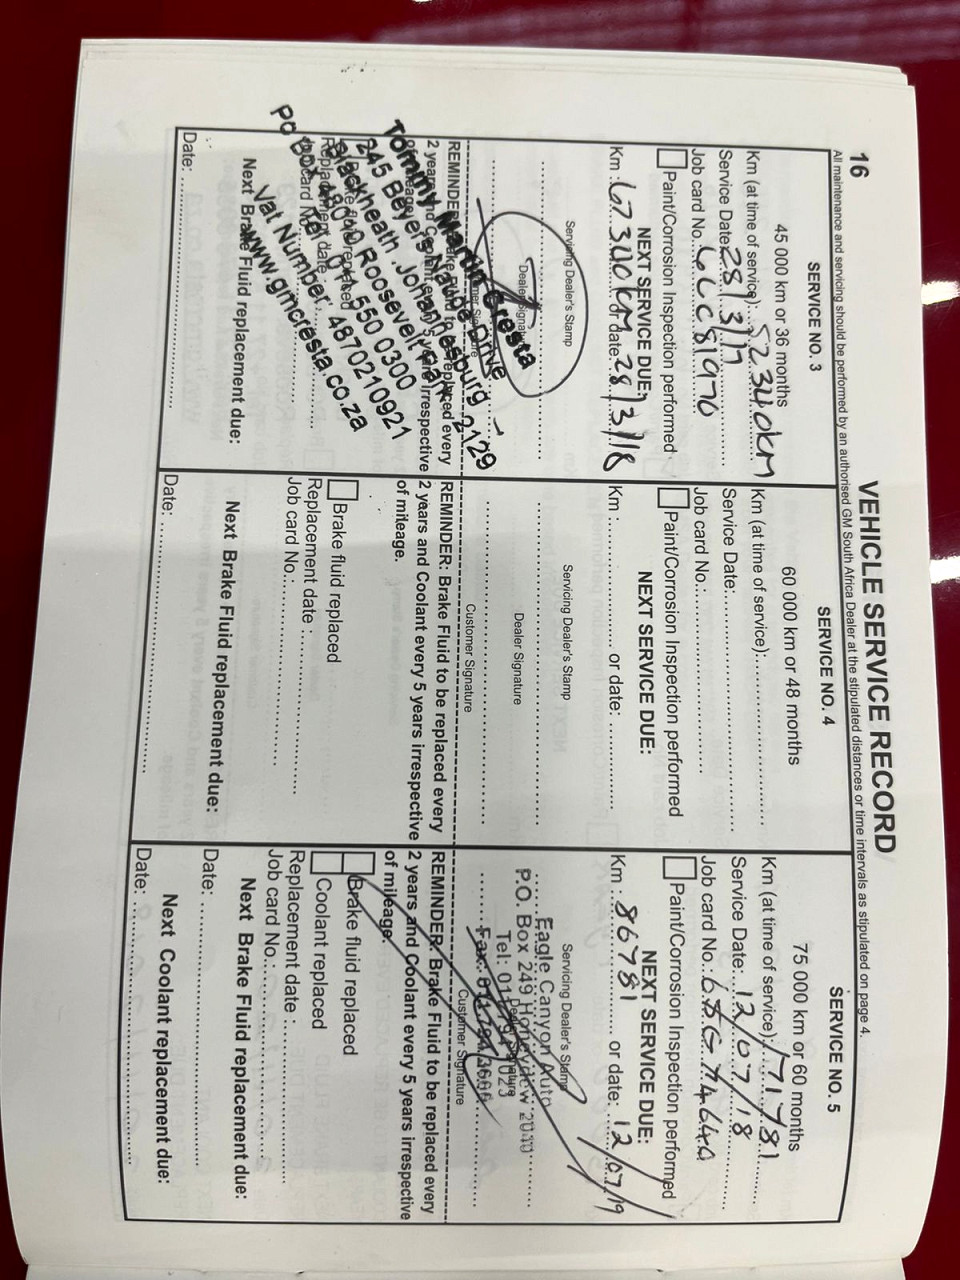 16
VEHICLE SERVICE RECORD
All maintenance and servicing should be performed by an authorised GM South Africa Dealer at the stipulated distances or time intervals as stipulated on page 4.
SERVICE NO. 3
45 000 km or 36 months
Km (at time of service): 52340km
Service Date: 28/3/17
Job card No.
Paint/Corrosion Inspection performed
NEXT SERVICE DUE:
Km : 67340km or date: 28/3/18
Servicing Dealer's Stamp
Dealer Signature
Customer Signature
Tommy Martin Cresta
245 Beyers Naude Drive
Blackheath Johannesburg 2129
Roosevelt Park
Tel 0300
Vat Number 4870210921
www.gmcresta.co.za
REMINDER: Brake Fluid to be replaced every
2 years and Coolant every 5 years irrespective
of mileage.
Brake fluid replaced
Replacement date :
Job card No.:
Next Brake Fluid replacement due:
Date:
SERVICE NO. 4
60 000 km or 48 months
Km (at time of service):
Service Date:
Job card No.:
Paint/Corrosion Inspection performed
NEXT SERVICE DUE:
Km : or date:
Servicing Dealer's Stamp
Dealer Signature
Customer Signature
REMINDER: Brake Fluid to be replaced every
2 years and Coolant every 5 years irrespective
of mileage.
Brake fluid replaced
Replacement date :
Job card No.:
Next Brake Fluid replacement due:
Date:
SERVICE NO. 5
75 000 km or 60 months
Km (at time of service): 71781
Service Date: 12/07/18
Job card No.:
Paint/Corrosion Inspection performed
NEXT SERVICE DUE:
Km : 86781 or date: 12/07/19
Servicing Dealer's Stamp
Eagle Canyon Auto
P.O. Box 249 Honeydew 2040
Dealer Signature
Tel: 011
Fax: 011
Customer Signature
REMINDER: Brake Fluid to be replaced every
2 years and Coolant every 5 years irrespective
of mileage.
Brake fluid replaced
Coolant replaced
Replacement date :
Job card No.:
Next Brake Fluid replacement due:
Date:
Next Coolant replacement due:
Date: